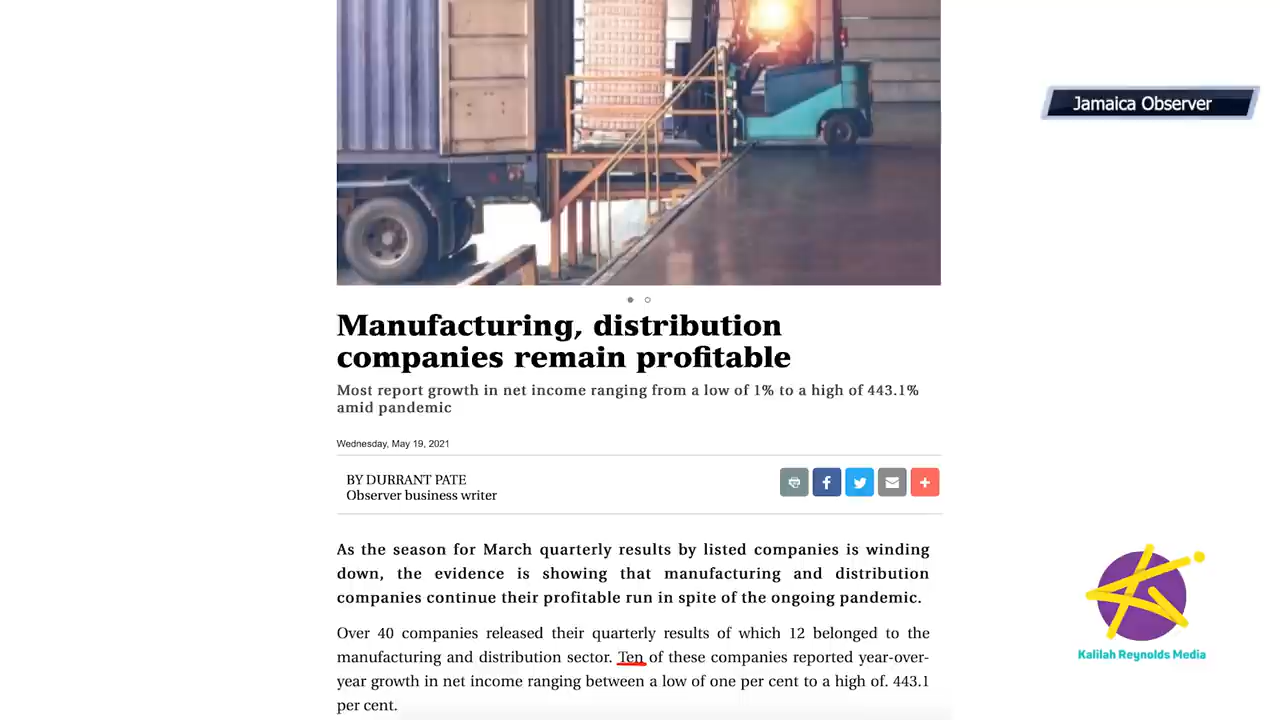 Jamaica Observer
Manufacturing, distribution
companies remain profitable
Most report growth in net income ranging from a low of 1% to a high of 443.1%
amid pandemic
Wednesday, May 19, 2021
BY DURRANT PATE
Observer business writer
As the season for March quarterly results by listed companies is winding
down, the evidence is showing that manufacturing and distribution
companies continue their profitable run in spite of the ongoing pandemic.
Over 40 companies released their quarterly results of which 12 belonged to the
manufacturing and distribution sector. Ten of these companies reported year-over-
year growth in net income ranging between a low of one per cent to a high of. 443.1
per cent.
Kalilah Reynolds Media